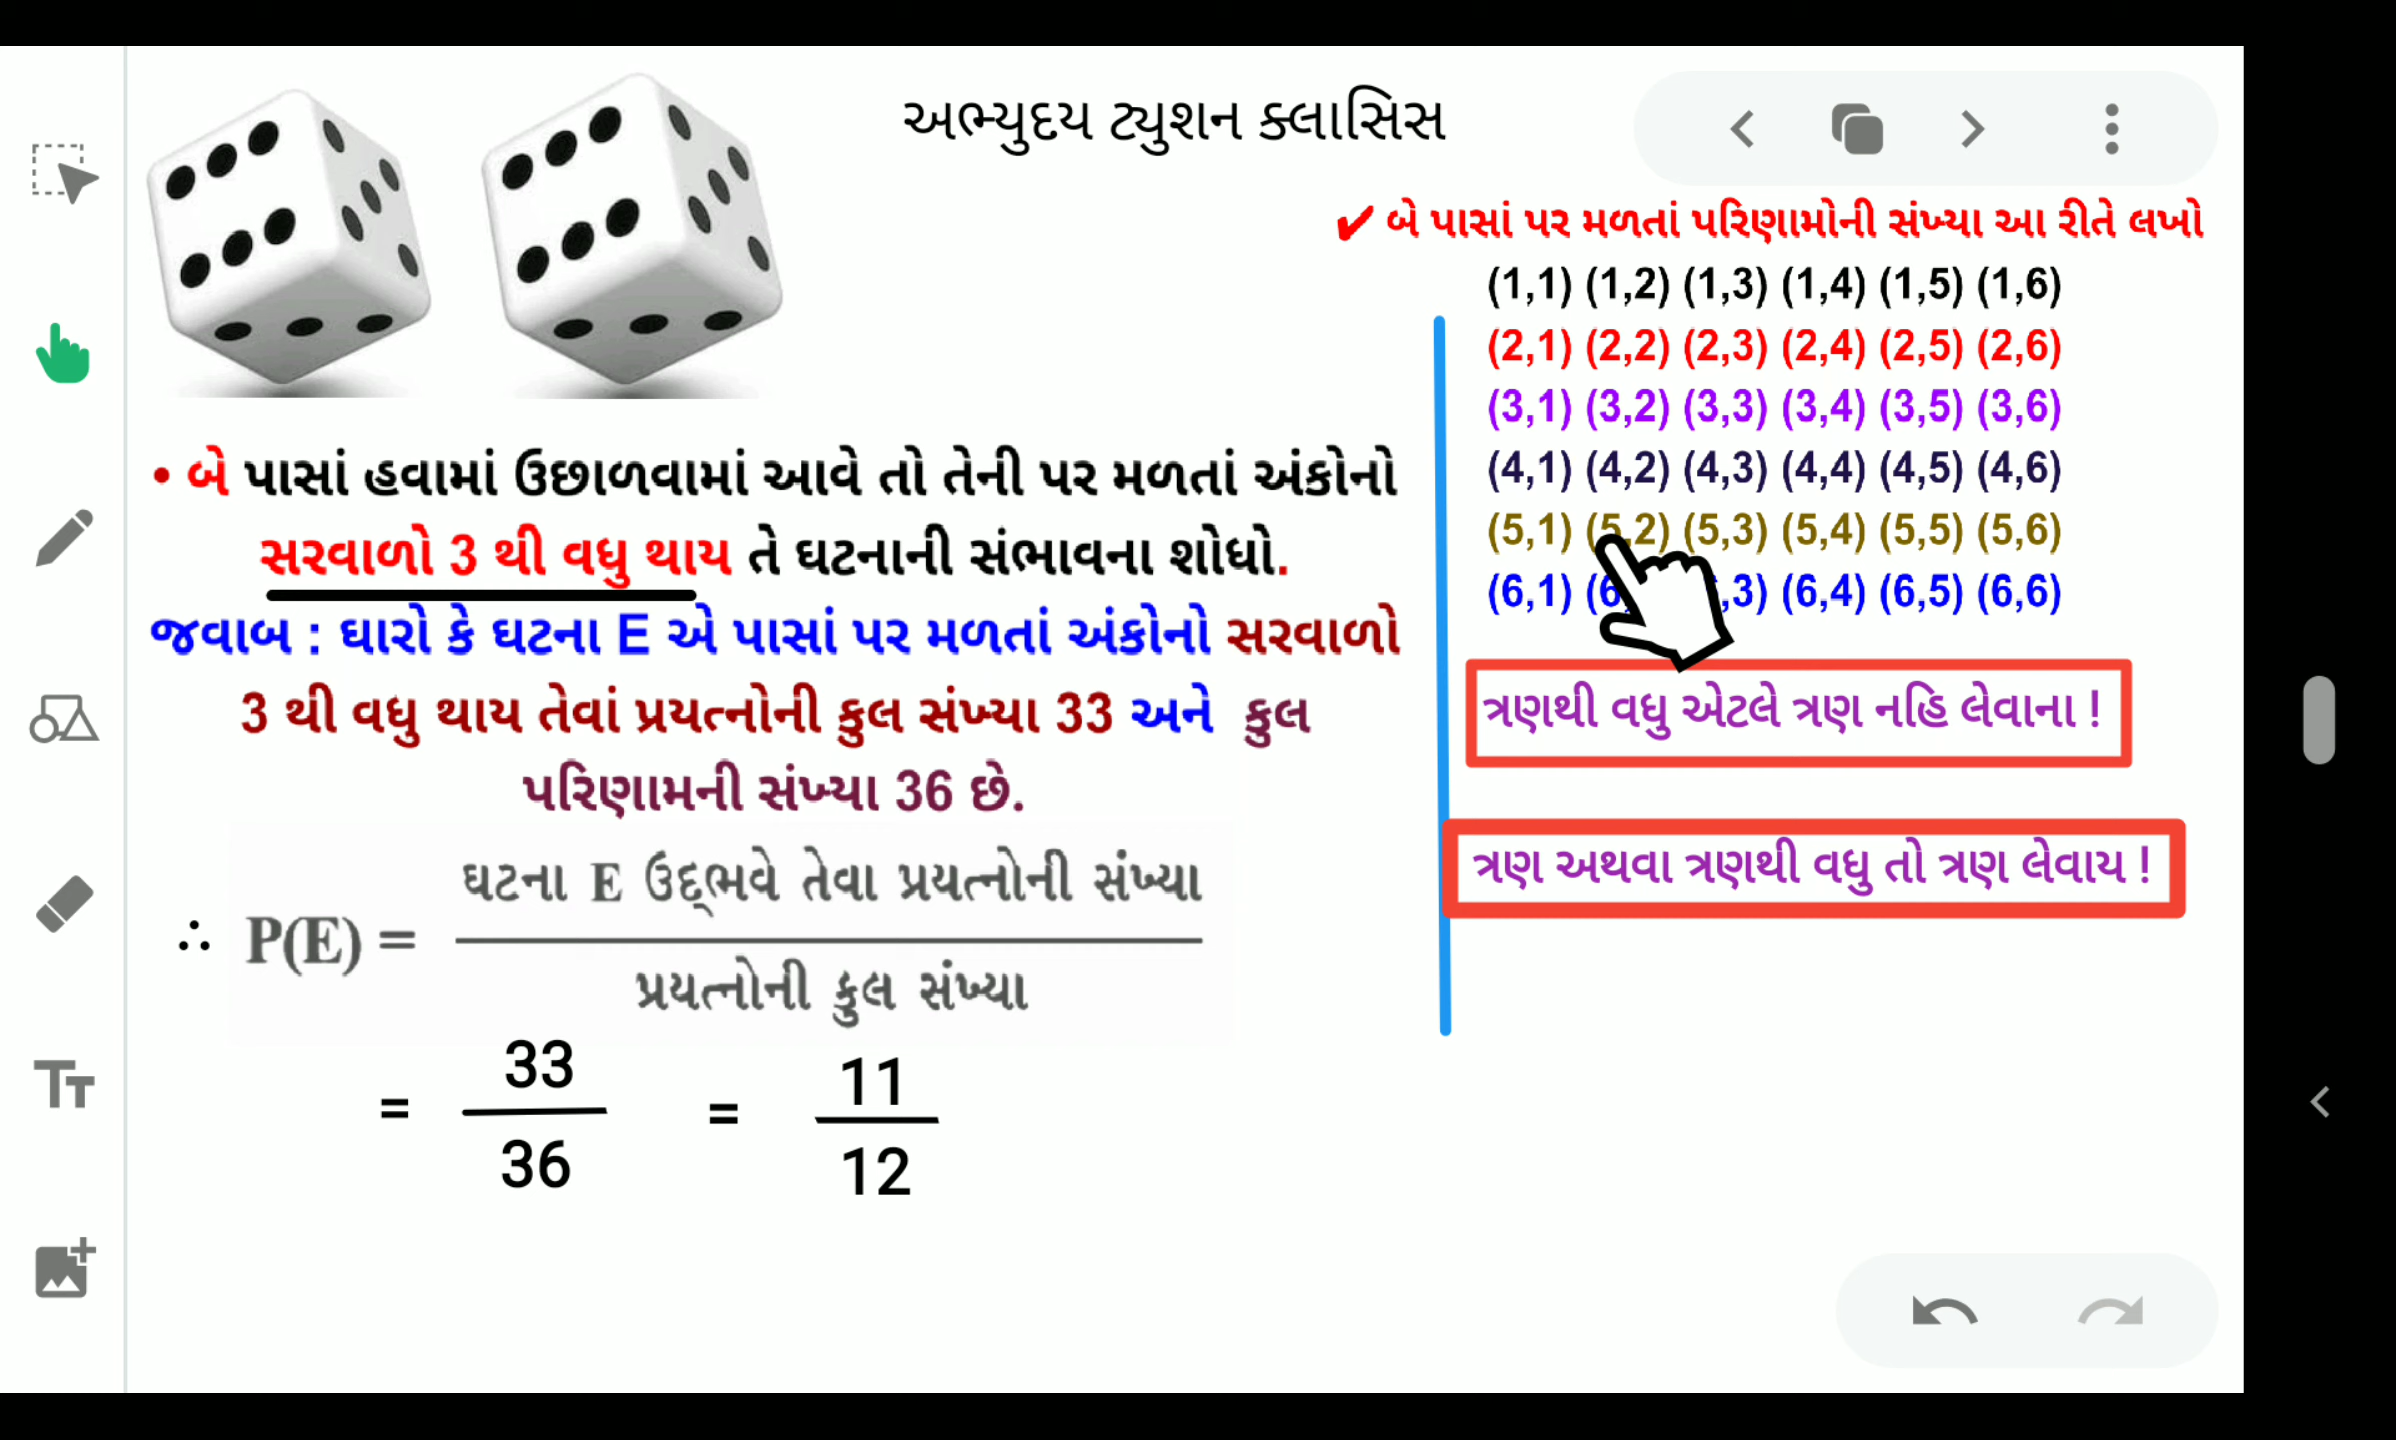 અભ્યુદય ટ્યુશન ક્લાસિસ
• બે પાસાં હવામાં ઉછાળવામાં આવે તો તેની પર મળતાં અંકોનો
સરવાળો 3 થી વધુ થાય તે ઘટનાની સંભાવના શોધો.
જવાબ : ધારો કે ઘટના E એ પાસાં પર મળતાં અંકોનો સરવાળો
3 થી વધુ થાય તેવાં પ્રયત્નોની કુલ સંખ્યા 33 અને કુલ
પરિણામની સંખ્યા 36 છે.
ઘટના E ઉદ્ભવે તેવા પ્રયત્નોની સંખ્યા
∴ P(E) =
પ્રયત્નોની કુલ સંખ્યા
33 11
= =
36 12
✔ બે પાસાં પર મળતાં પરિણામોની સંખ્યા આ રીતે લખો
(1,1) (1,2) (1,3) (1,4) (1,5) (1,6)
(2,1) (2,2) (2,3) (2,4) (2,5) (2,6)
(3,1) (3,2) (3,3) (3,4) (3,5) (3,6)
(4,1) (4,2) (4,3) (4,4) (4,5) (4,6)
(5,1) (5,2) (5,3) (5,4) (5,5) (5,6)
(6,1) (6 ,3) (6,4) (6,5) (6,6)
ત્રણથી વધુ એટલે ત્રણ નહિ લેવાના !
ત્રણ અથવા ત્રણથી વધુ તો ત્રણ લેવાય !